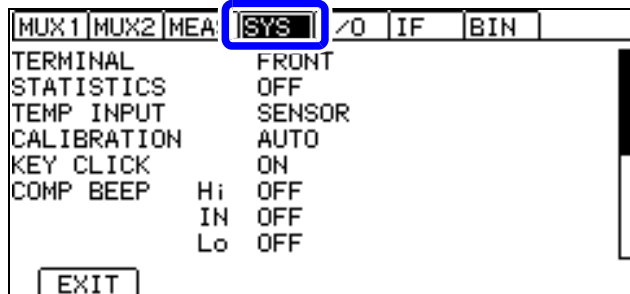 MUX1 MUX2 MEA SYS /O IF BIN
TERMINAL FRONT
STATISTICS OFF
TEMP INPUT SENSOR
CALIBRATION AUTO
KEY CLICK ON
COMP BEEP Hi OFF
IN OFF
Lo OFF
EXIT